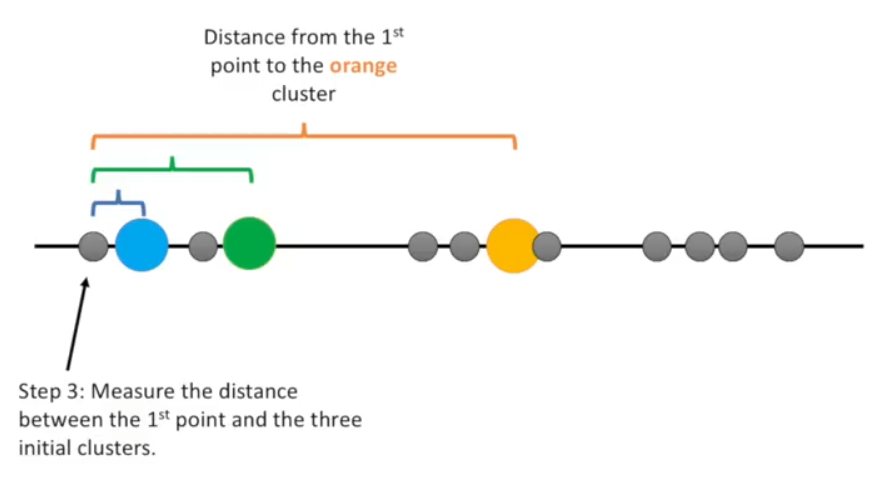 Distance from the 1st
point to the orange
cluster
Step 3: Measure the distance
between the 1st point and the three
initial clusters.